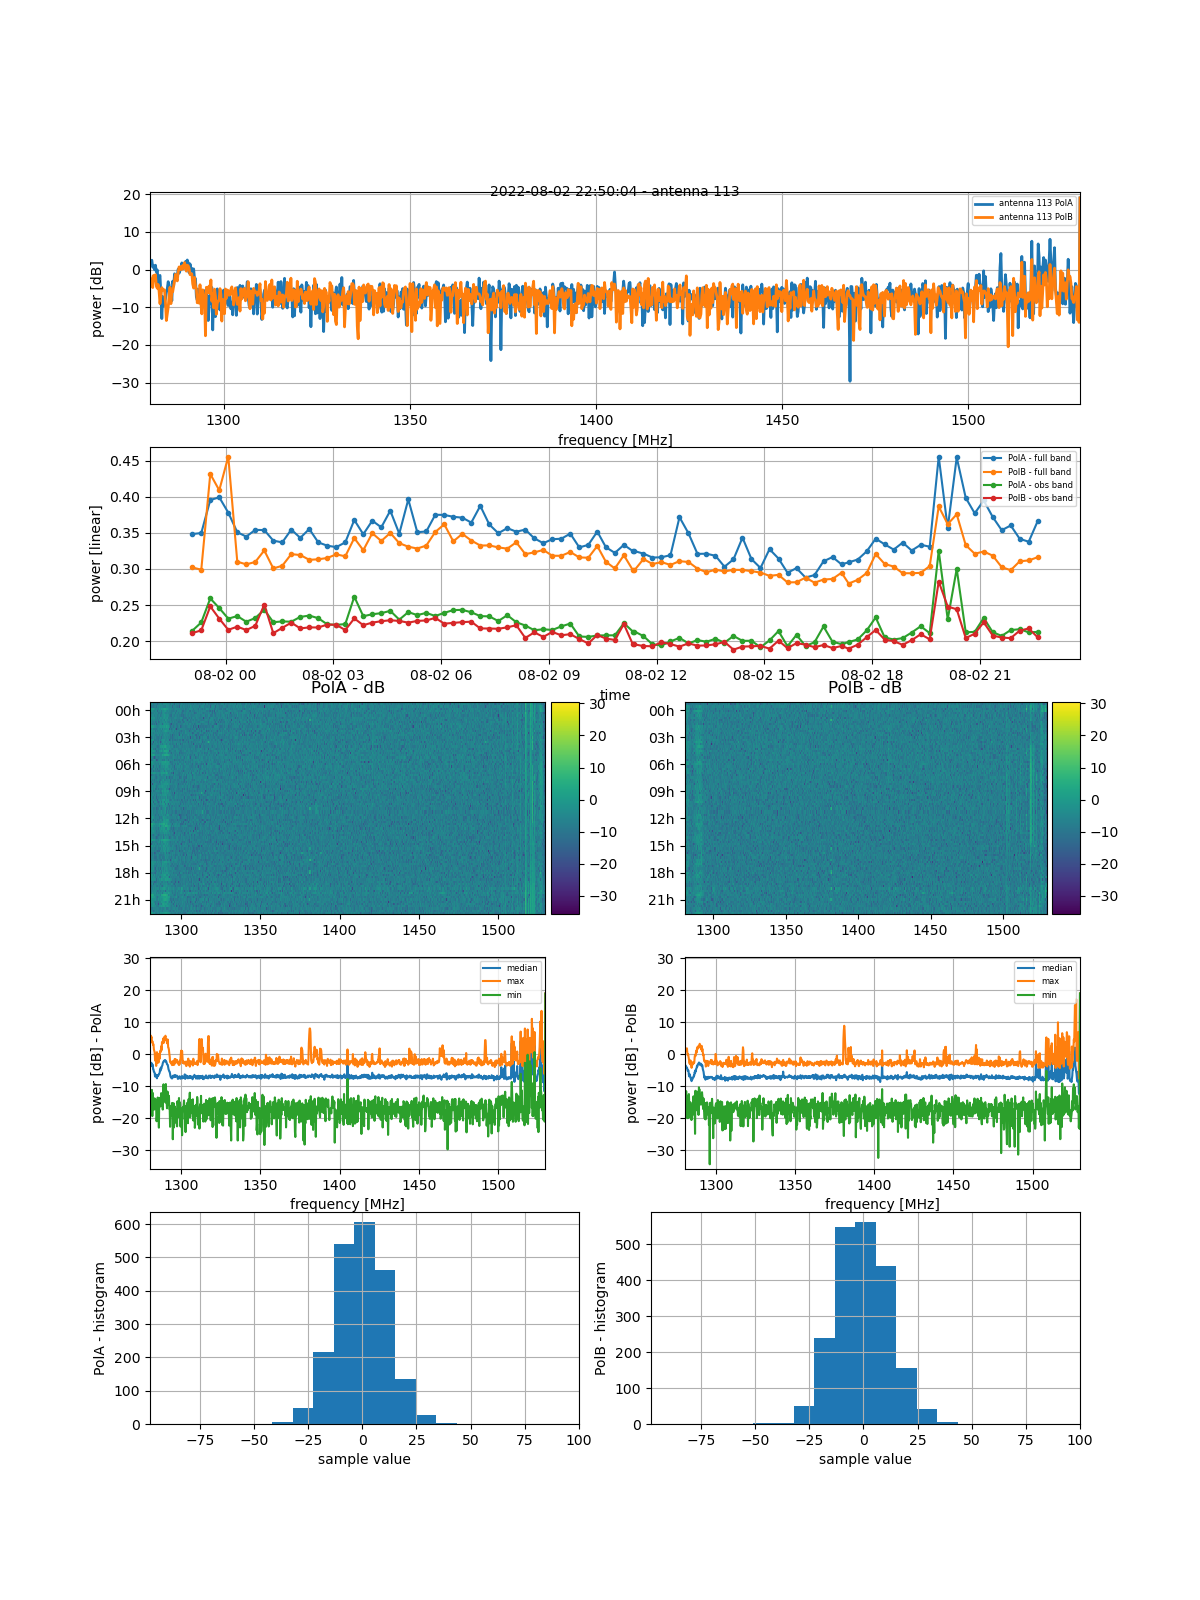 2022-08-02 22:50:04 - antenna 113
power [dB]
20
10
0
−10
−20
−30
antenna 113 PolA
antenna 113 PolB
1300 1350 1400 1450 1500
frequency [MHz]
power [linear]
0.45
0.40
0.35
0.30
0.25
0.20
PolA - full band
PolB - full band
PolA - obs band
PolB - obs band
08-02 00 08-02 03 08-02 06 08-02 09 08-02 12 08-02 15 08-02 18 08-02 21
time
PolA - dB
00h
03h
06h
09h
12h
15h
18h
21h
1300 1350 1400 1450 1500
30
20
10
0
−10
−20
−30
PolB - dB
00h
03h
06h
09h
12h
15h
18h
21h
1300 1350 1400 1450 1500
30
20
10
0
−10
−20
−30
power [dB] - PolA
30
20
10
0
−10
−20
−30
median
max
min
1300 1350 1400 1450 1500
frequency [MHz]
power [dB] - PolB
30
20
10
0
−10
−20
−30
median
max
min
1300 1350 1400 1450 1500
frequency [MHz]
PolA - histogram
600
500
400
300
200
100
0
−75 −50 −25 0 25 50 75 100
sample value
PolB - histogram
500
400
300
200
100
0
−75 −50 −25 0 25 50 75 100
sample value